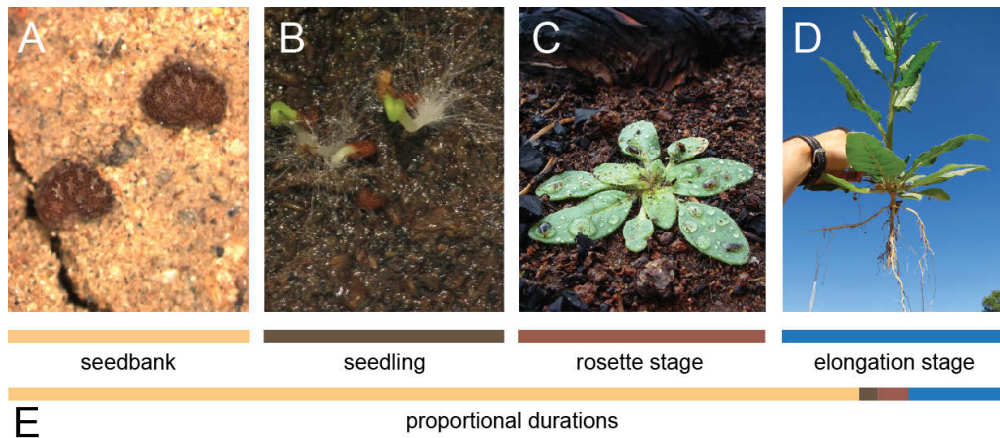 A
B
C
D
seedbank
seedling
rosette stage
elongation stage
E
proportional durations